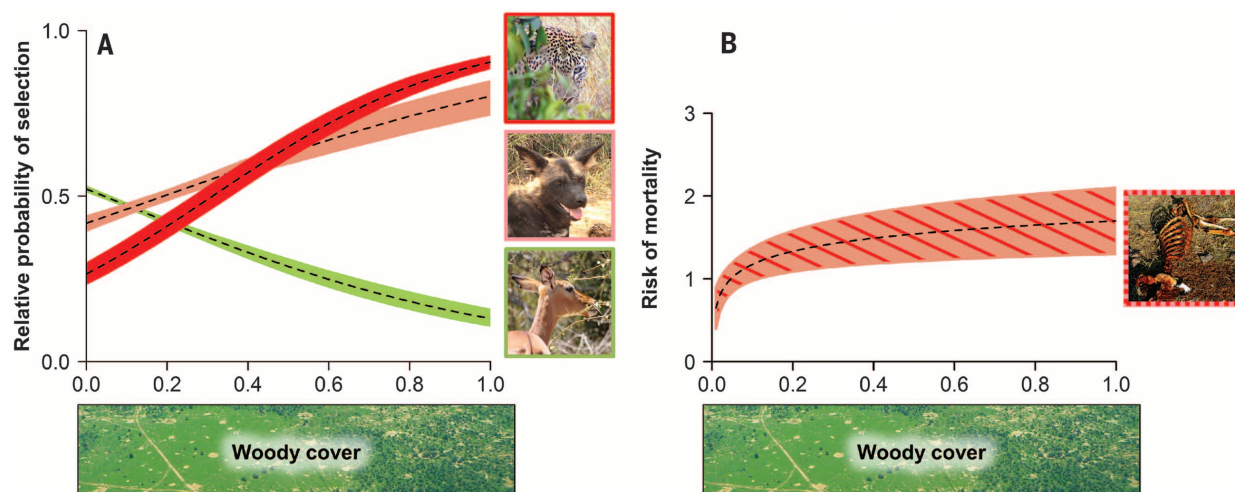 A
Relative probability of selection
1.0
0.5
0.0
0.0 0.2 0.4 0.6 0.8 1.0
Woody cover
B
Risk of mortality
3
2
1
0
0.0 0.2 0.4 0.6 0.8 1.0
Woody cover